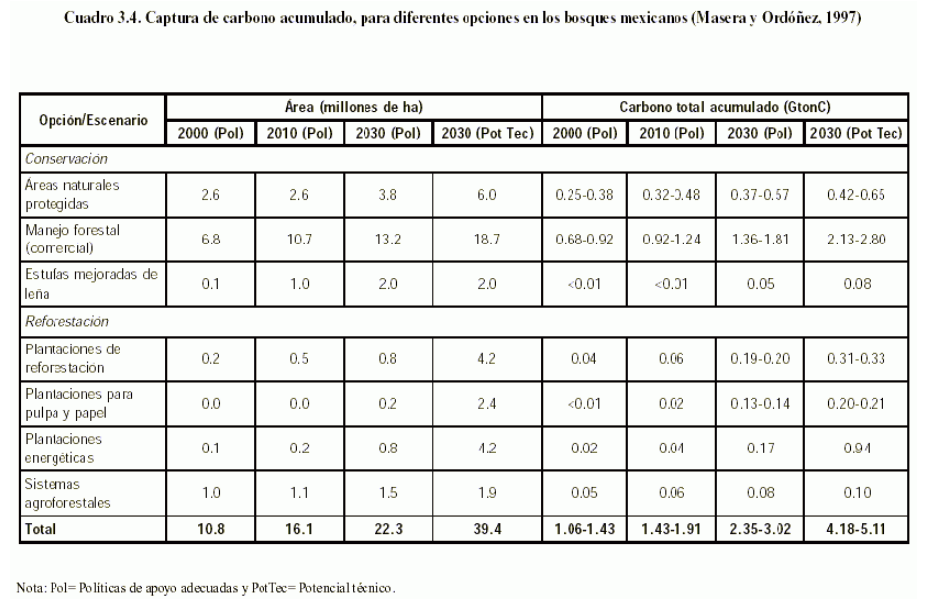 Cuadro 3.4. Captura de carbono acumulado, para diferentes opciones en los bosques mexicanos (Masera y Ordóñez, 1997)
Opción/Escenario Área (millones de ha) Carbono total acumulado (GtonC)
2000 (Pol) 2010 (Pol) 2030 (Pol) 2030 (Pot Tec) 2000 (Pol) 2010 (Pol) 2030 (Pol) 2030 (Pot Tec)
Conservación
Áreas naturales protegidas 2.6 2.6 3.8 6.0 0.25-0.38 0.32-0.48 0.37-0.57 0.42-0.65
Manejo forestal (comercial) 6.8 10.7 13.2 18.7 0.68-0.92 0.92-1.24 1.36-1.81 2.13-2.80
Estufas mejoradas de leña 0.1 1.0 2.0 2.0 <0.01 <0.01 0.05 0.08
Reforestación
Plantaciones de reforestación 0.2 0.5 0.8 4.2 0.04 0.06 0.19-0.20 0.31-0.33
Plantaciones para pulpa y papel 0.0 0.0 0.2 2.4 <0.01 0.02 0.13-0.14 0.20-0.21
Plantaciones energéticas 0.1 0.2 0.8 4.2 0.02 0.04 0.17 0.94
Sistemas agroforestales 1.0 1.1 1.5 1.9 0.05 0.06 0.08 0.10
Total 10.8 16.1 22.3 39.4 1.06-1.43 1.43-1.91 2.35-3.02 4.18-5.11
Nota: Pol= Políticas de apoyo adecuadas y PotTec= Potencial técnico.